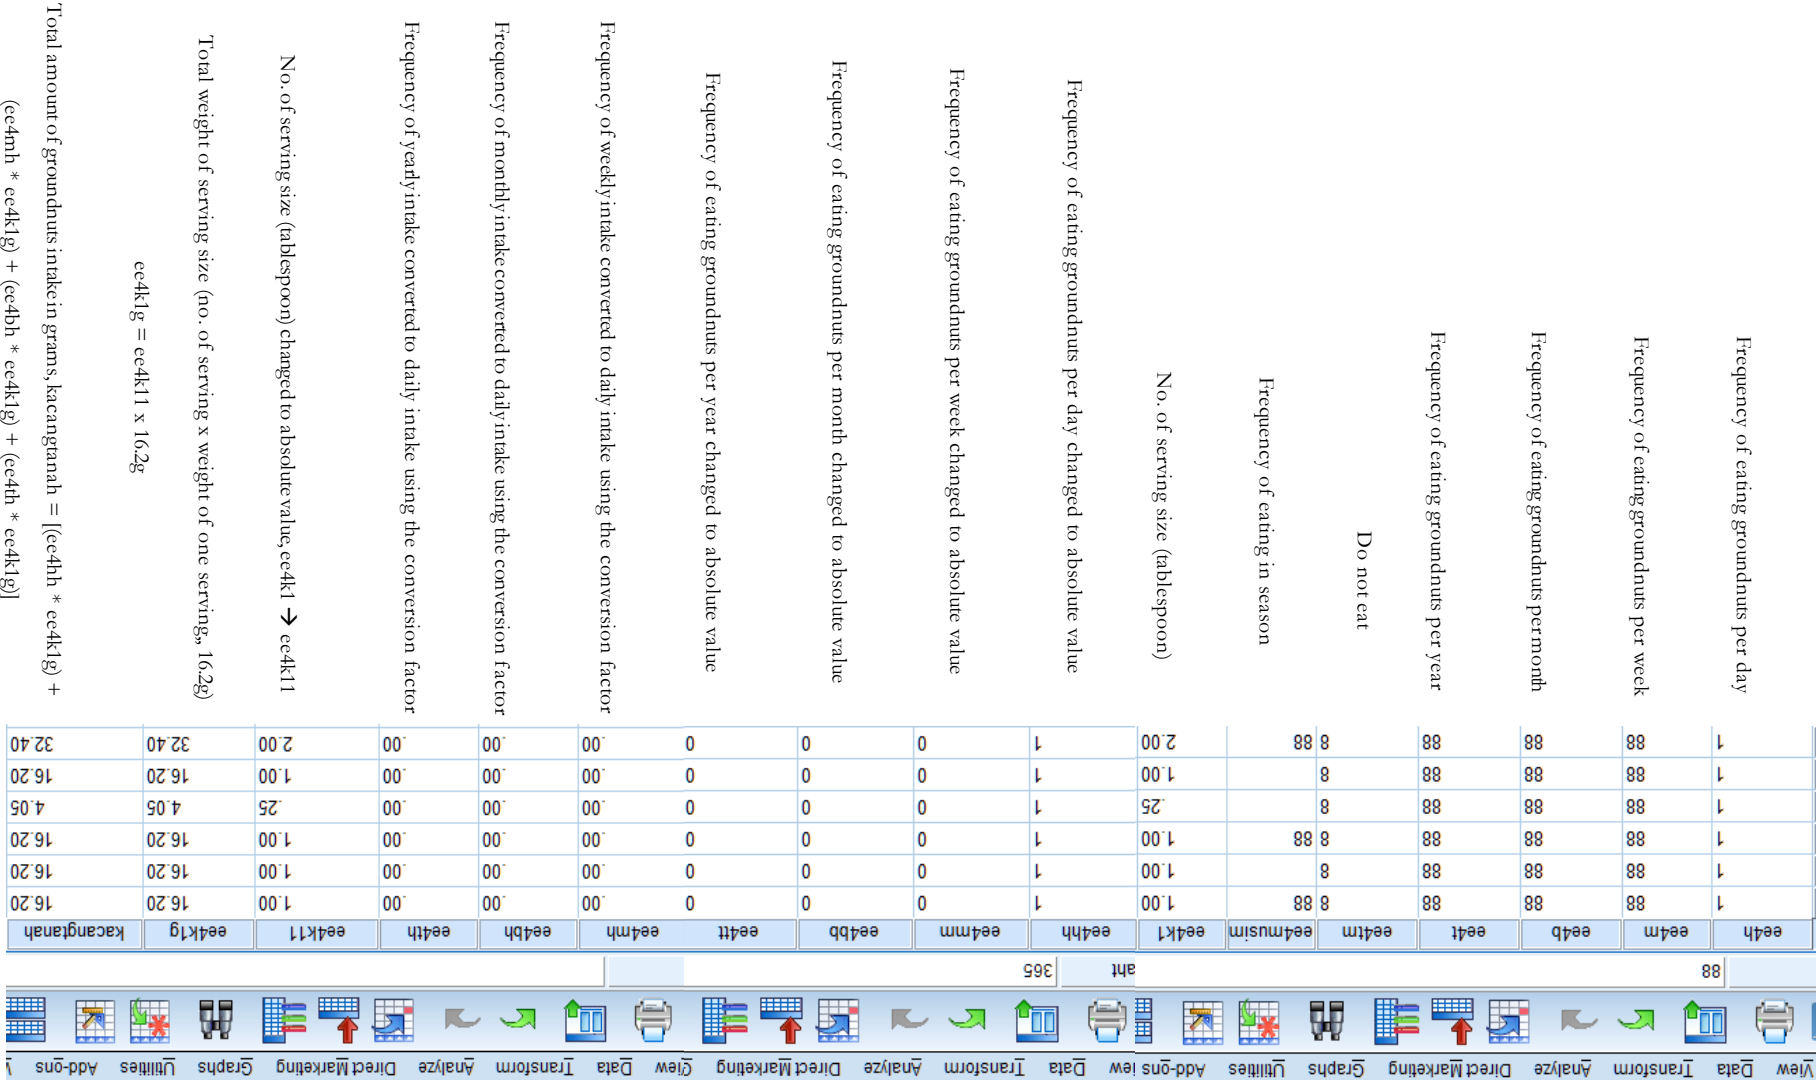 View Data Transform Analyze Direct Marketing Graphs Utilities Add-ons Data Transform Analyze Direct Marketing View Data Transform Analyze Direct Marketing Graphs Utilities Add-ons
88 365
ee4h ee4m ee4b ee4t ee4tm ee4musim ee4k1 ee4hh ee4mm ee4bb ee4tt ee4mh ee4bh ee4th ee4k11 ee4k1g kacangtanah
1 88 88 88 8 88 1.00 1 0 0 0 .00 .00 .00 1.00 16.20 16.20
1 88 88 88 8 1.00 1 0 0 0 .00 .00 .00 1.00 16.20 16.20
1 88 88 88 8 88 1.00 1 0 0 0 .00 .00 .00 1.00 16.20 16.20
1 88 88 88 8 .25 1 0 0 0 .00 .00 .00 .25 4.05 4.05
1 88 88 88 8 1.00 1 0 0 0 .00 .00 .00 1.00 16.20 16.20
1 88 88 88 8 88 2.00 1 0 0 0 .00 .00 .00 2.00 32.40 32.40
Frequency of eating groundnuts per day
Frequency of eating groundnuts per week
Frequency of eating groundnuts per month
Frequency of eating groundnuts per year
Do not eat
Frequency of eating in season
No. of serving size (tablespoon)
Frequency of eating groundnuts per day changed to absolute value
Frequency of eating groundnuts per week changed to absolute value
Frequency of eating groundnuts per month changed to absolute value
Frequency of eating groundnuts per year changed to absolute value
Frequency of weekly intake converted to daily intake using the conversion factor
Frequency of monthly intake converted to daily intake using the conversion factor
Frequency of yearly intake converted to daily intake using the conversion factor
No. of serving size (tablespoon) changed to absolute value, ee4k1 → ee4k11
Total weight of serving size (no. of serving x weight of one serving,, 16.2g)
ee4k1g = ee4k11 x 16.2g
Total amount of groundnuts intake in grams, kacangtanah = [(ee4hh * ee4k1g) +
(ee4mh * ee4k1g) + (ee4bh * ee4k1g) + (ee4th * ee4k1g)]